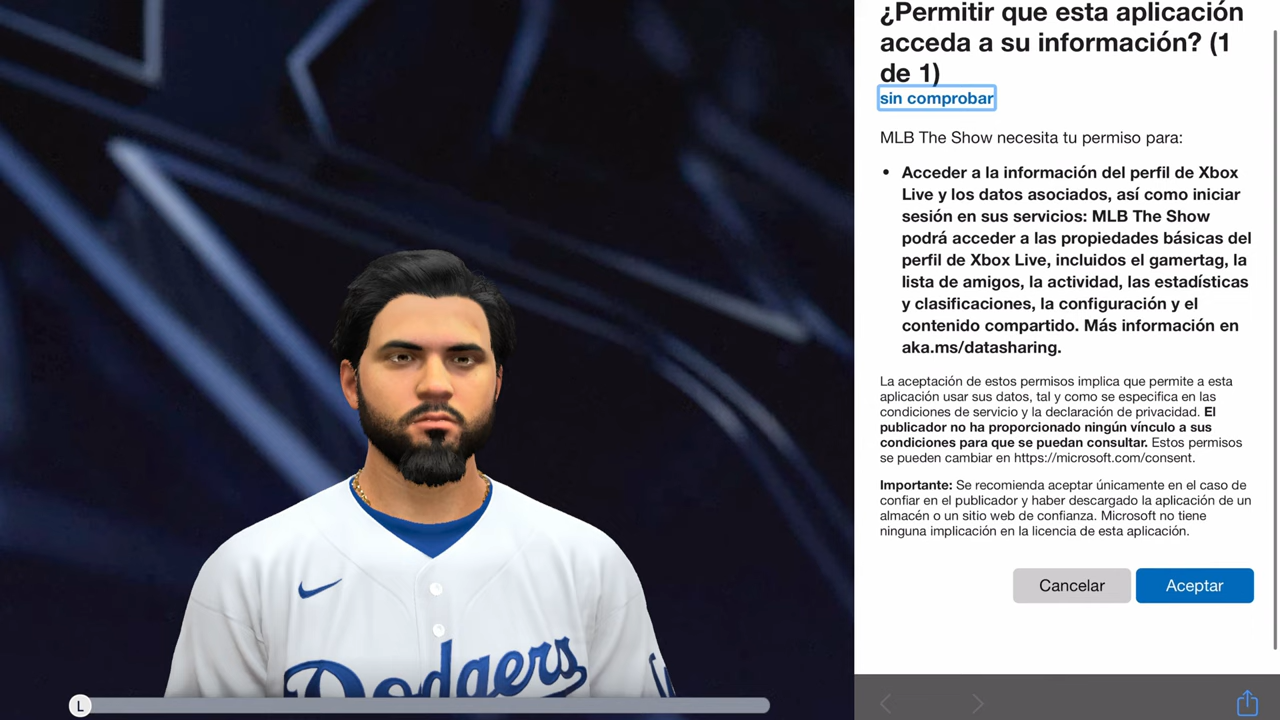 ¿Permitir que esta aplicación
acceda a su información? (1
de 1)
sin comprobar
MLB The Show necesita tu permiso para:
• Acceder a la información del perfil de Xbox
Live y los datos asociados, así como iniciar
sesión en sus servicios: MLB The Show
podrá acceder a las propiedades básicas del
perfil de Xbox Live, incluidos el gamertag, la
lista de amigos, la actividad, las estadísticas
y clasificaciones, la configuración y el
contenido compartido. Más información en
aka.ms/datasharing.
La aceptación de estos permisos implica que permite a esta
aplicación usar sus datos, tal y como se especifica en las
condiciones de servicio y la declaración de privacidad. El
publicador no ha proporcionado ningún vínculo a sus
condiciones para que se puedan consultar. Estos permisos
se pueden cambiar en https://microsoft.com/consent.
Importante: Se recomienda aceptar únicamente en el caso de
confiar en el publicador y haber descargado la aplicación de un
almacén o un sitio web de confianza. Microsoft no tiene
ninguna implicación en la licencia de esta aplicación.
Cancelar
Aceptar
Dodgers
L